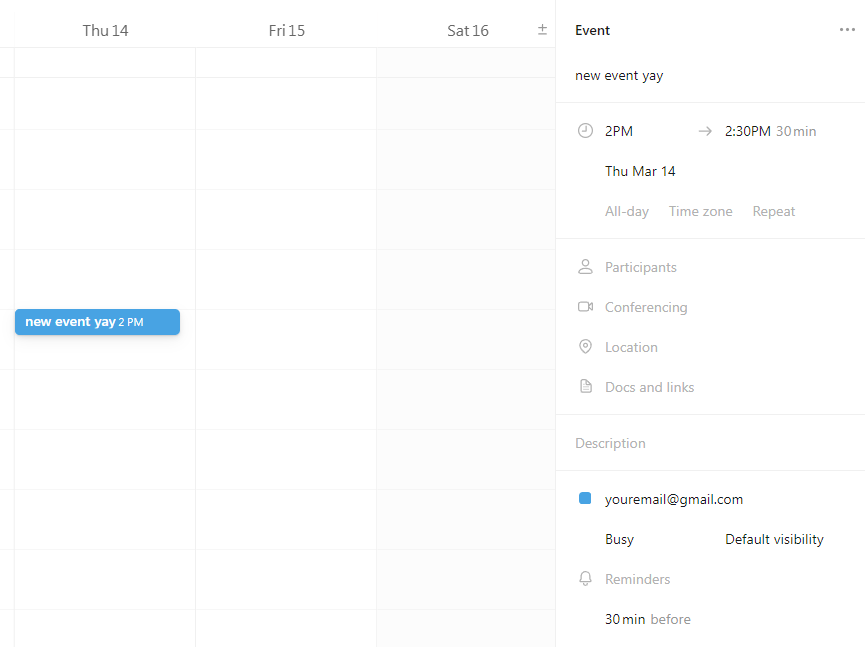 Thu 14 Fri 15 Sat 16
new event yay 2 PM
Event
new event yay
2PM → 2:30PM 30 min
Thu Mar 14
All-day Time zone Repeat
Participants
Conferencing
Location
Docs and links
Description
youremail@gmail.com
Busy Default visibility
Reminders
30 min before